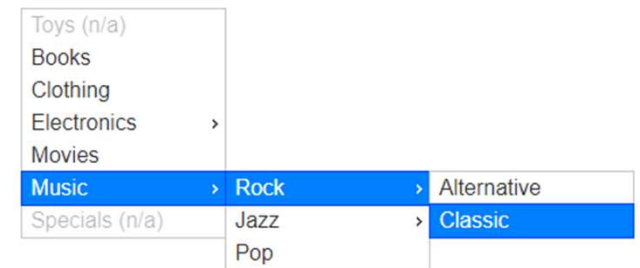 Toys (n/a)
Books
Clothing
Electronics
Movies
Music
Specials (n/a)
Rock
Jazz
Pop
Alternative
Classic